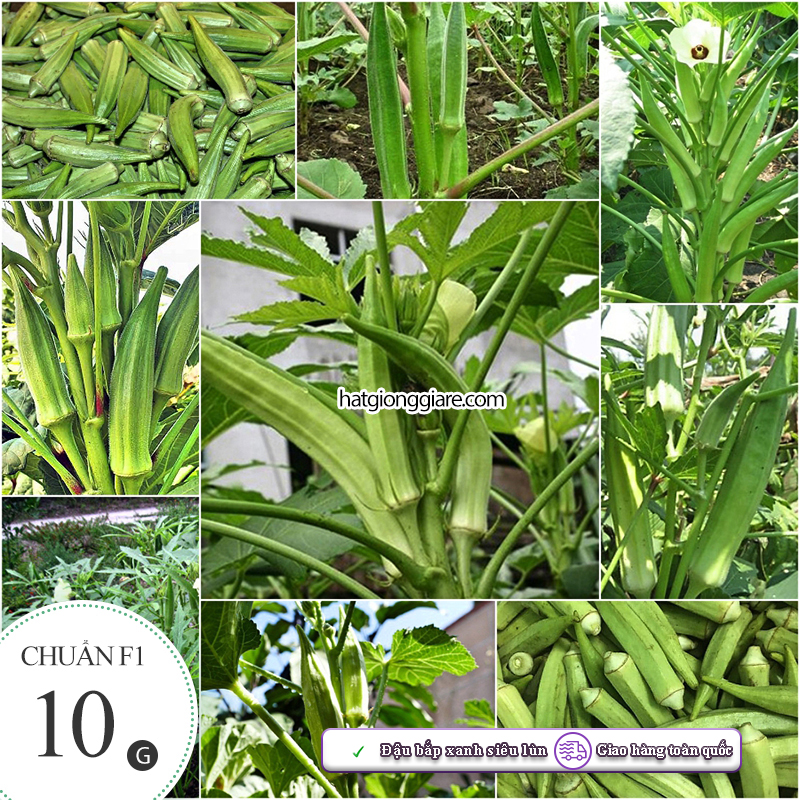 hatgionggiare.com
CHUẨN F1
10 G
Đậu bắp xanh siêu lùn
Giao hàng toàn quốc